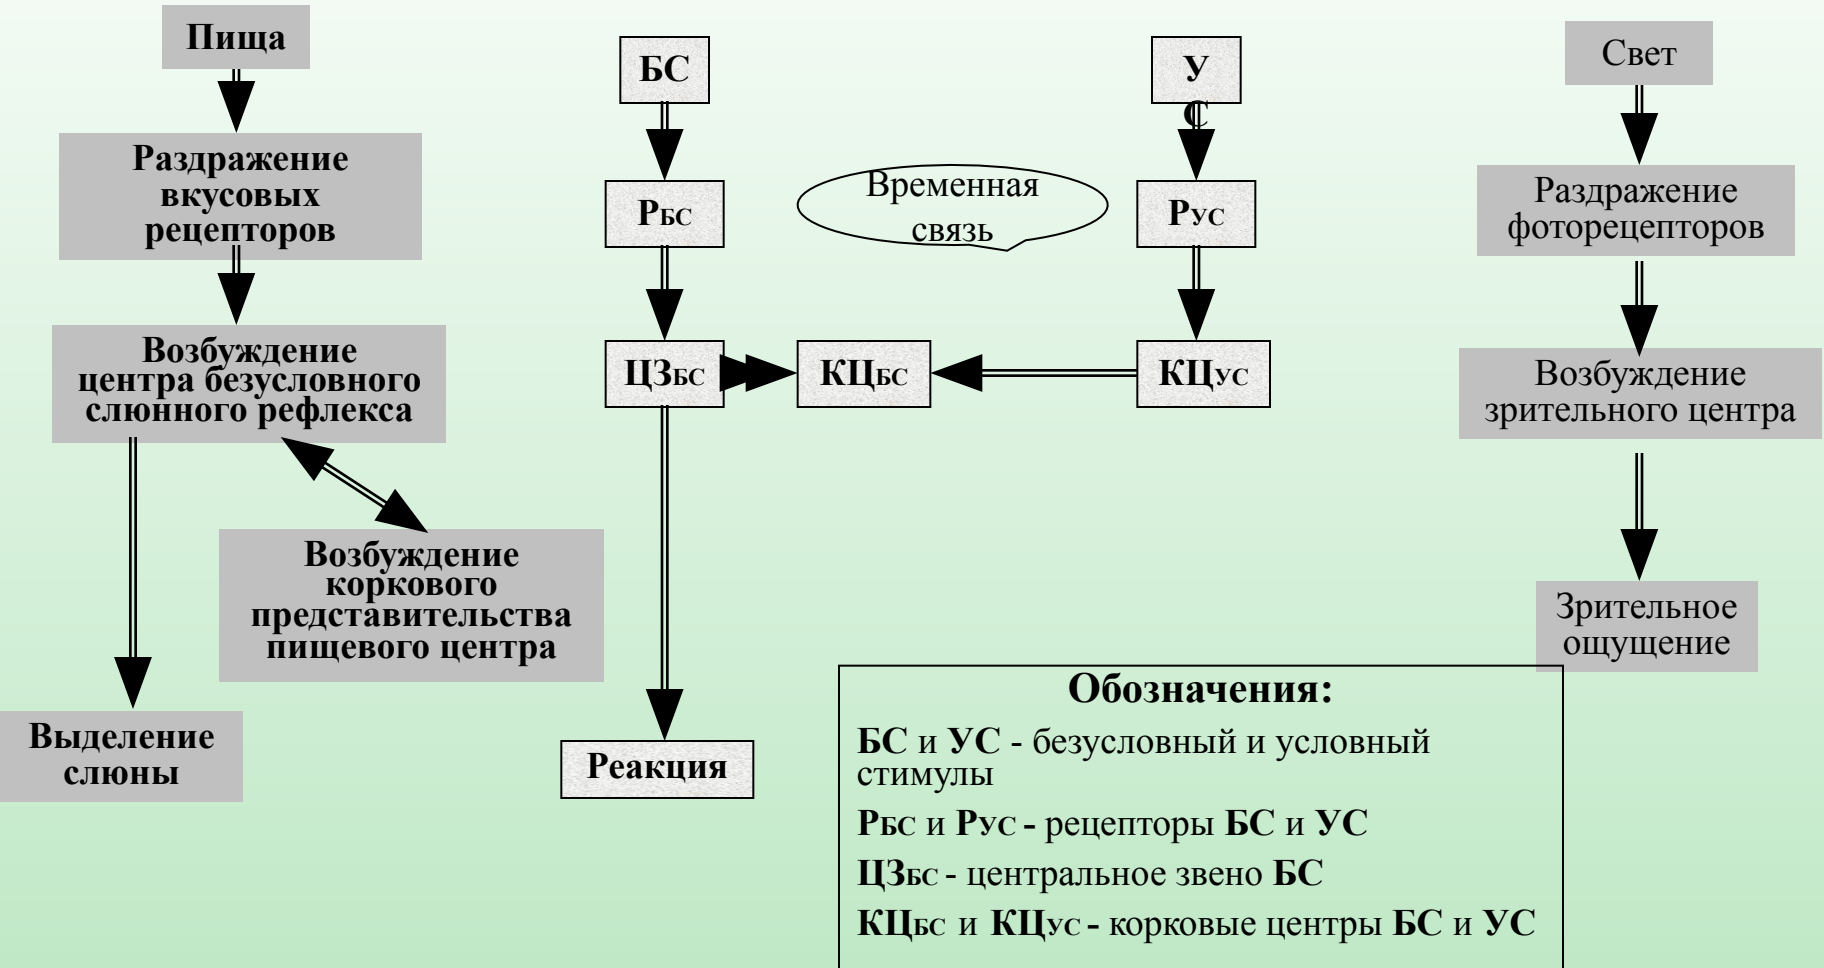 Пища
Раздражение
вкусовых
рецепторов
Возбуждение
центра безусловного
слюнного рефлекса
Возбуждение
коркового
представительства
пищевого центра
Выделение
слюны
БС
РБС
ЦЗБС
КЦБС
Реакция
Временная
связь
У
С
РУС
КЦУС
Свет
Раздражение
фоторецепторов
Возбуждение
зрительного центра
Зрительное
ощущение
Обозначения:
БС и УС - безусловный и условный
стимулы
РБС и РУС - рецепторы БС и УС
ЦЗБС - центральное звено БС
КЦБС и КЦУС - корковые центры БС и УС